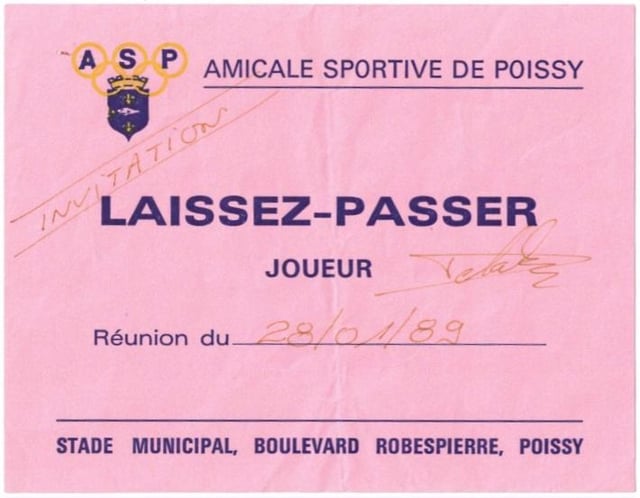 ASP
AMICALE SPORTIVE DE POISSY
INVITATION
LAISSEZ-PASSER
JOUEUR
Réunion du 28/01/89
STADE MUNICIPAL, BOULEVARD ROBESPIERRE, POISSY